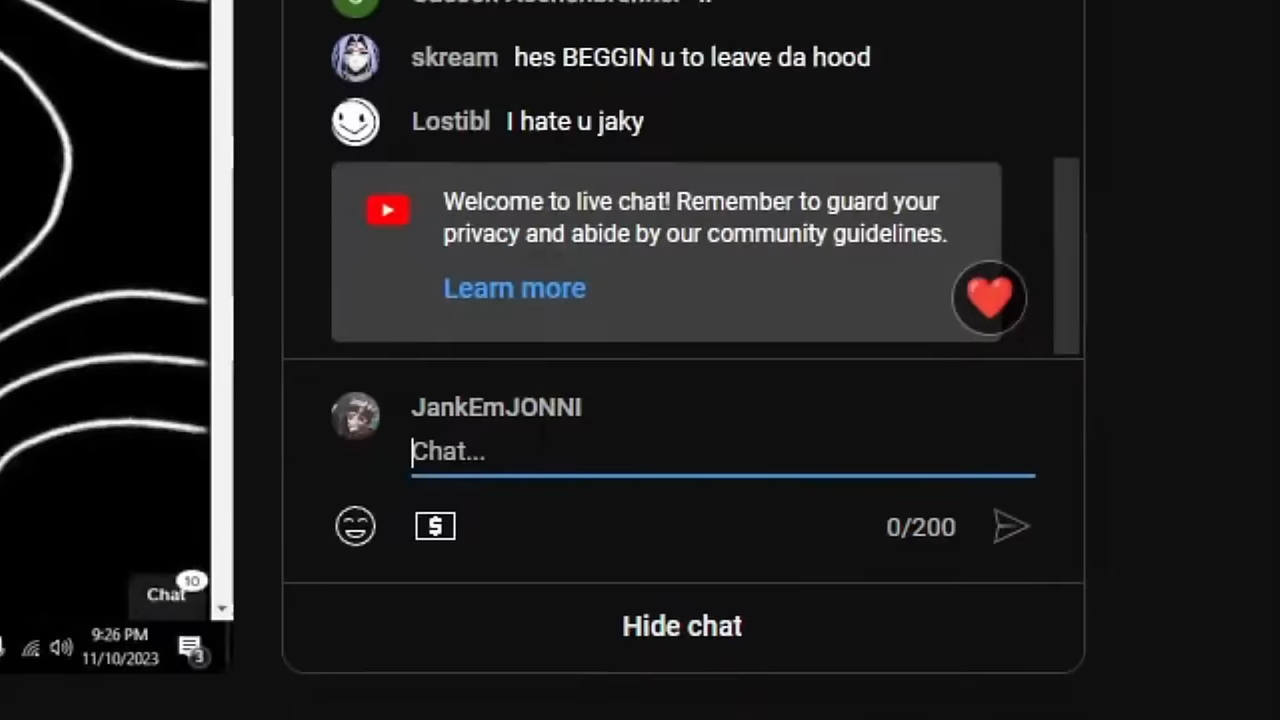 skream hes BEGGIN u to leave da hood
Lostibl I hate u jaky
Welcome to live chat! Remember to guard your
privacy and abide by our community guidelines.
Learn more
JankEmJONNI
Chat...
0/200
Hide chat
10
Chat
9:26 PM
11/10/2023
3